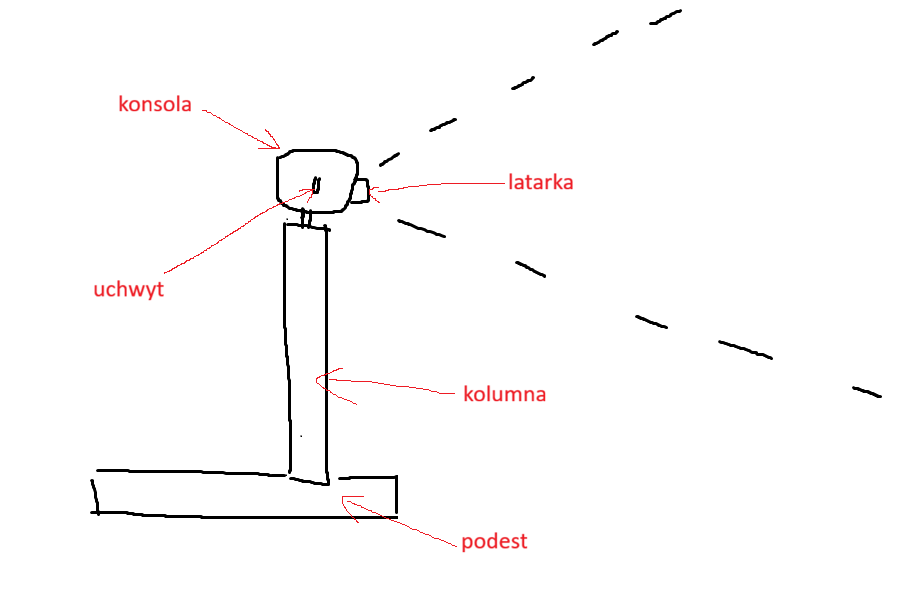 konsola
latarka
uchwyt
kolumna
podest